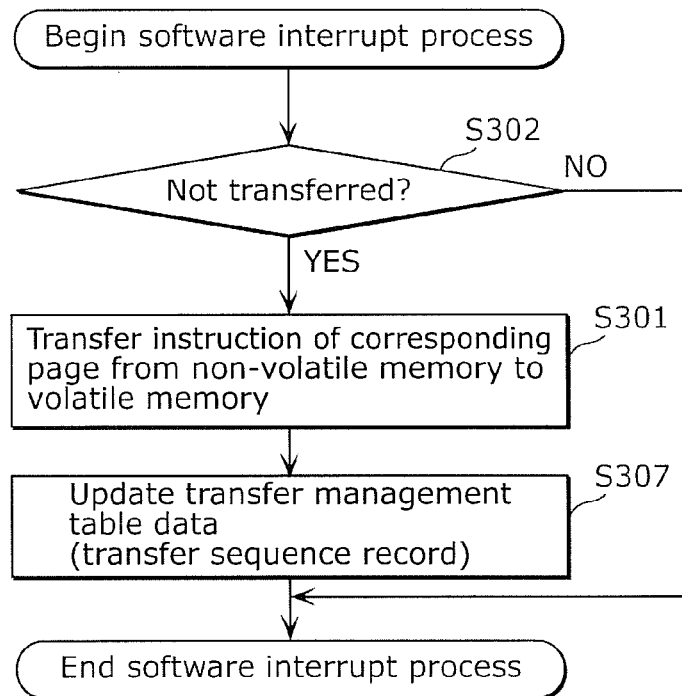 Begin software interrupt process
S302
Not transferred?
NO
YES
S301
Transfer instruction of corresponding
page from non-volatile memory to
volatile memory
S307
Update transfer management
table data
(transfer sequence record)
End software interrupt process